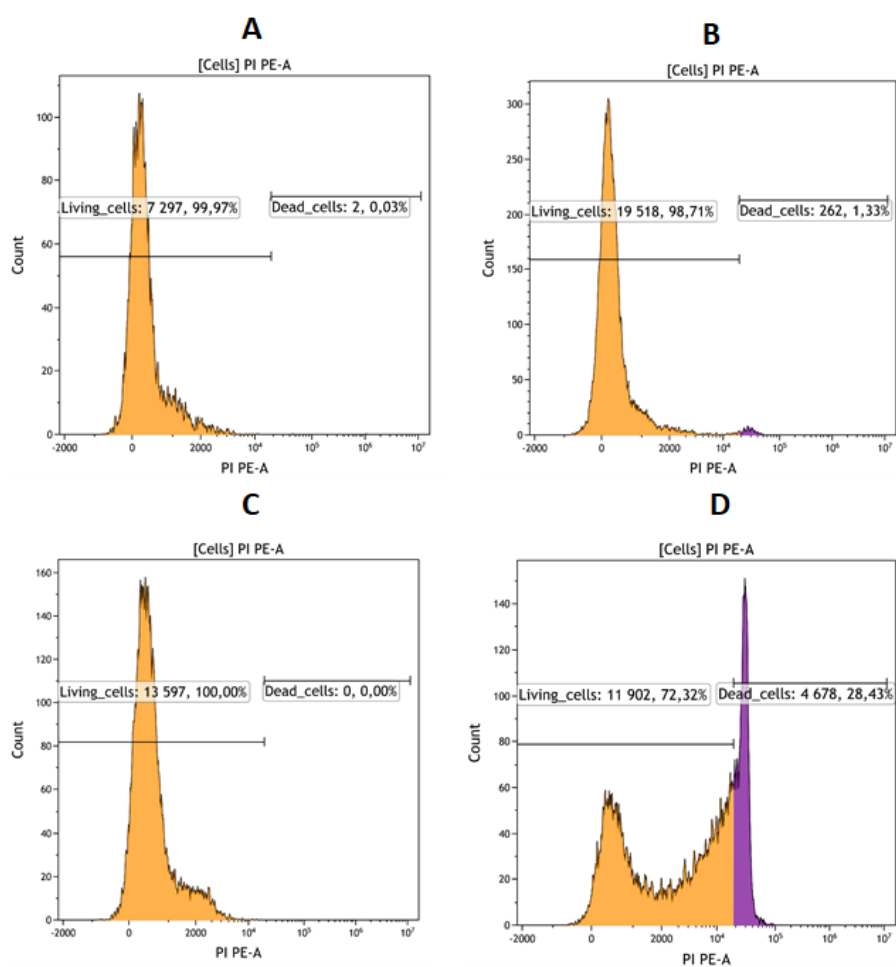 A
[Cells] PI PE-A
Count
100
80
60
40
20
0
Living_cells: 7 297, 99,97%
Dead_cells: 2, 0,03%
-2000 0 2000 10⁴ 10⁵ 10⁶ 10⁷
PI PE-A
B
[Cells] PI PE-A
Count
300
250
200
150
100
50
0
Living_cells: 19 518, 98,71%
Dead_cells: 262, 1,33%
-2000 0 2000 10⁴ 10⁵ 10⁶ 10⁷
PI PE-A
C
[Cells] PI PE-A
Count
160
140
120
100
80
60
40
20
0
Living_cells: 13 597, 100,00%
Dead_cells: 0, 0,00%
-2000 0 2000 10⁴ 10⁵ 10⁶ 10⁷
PI PE-A
D
[Cells] PI PE-A
Count
140
120
100
80
60
40
20
0
Living_cells: 11 902, 72,32%
Dead_cells: 4 678, 28,43%
-2000 0 2000 10⁴ 10⁵ 10⁶ 10⁷
PI PE-A